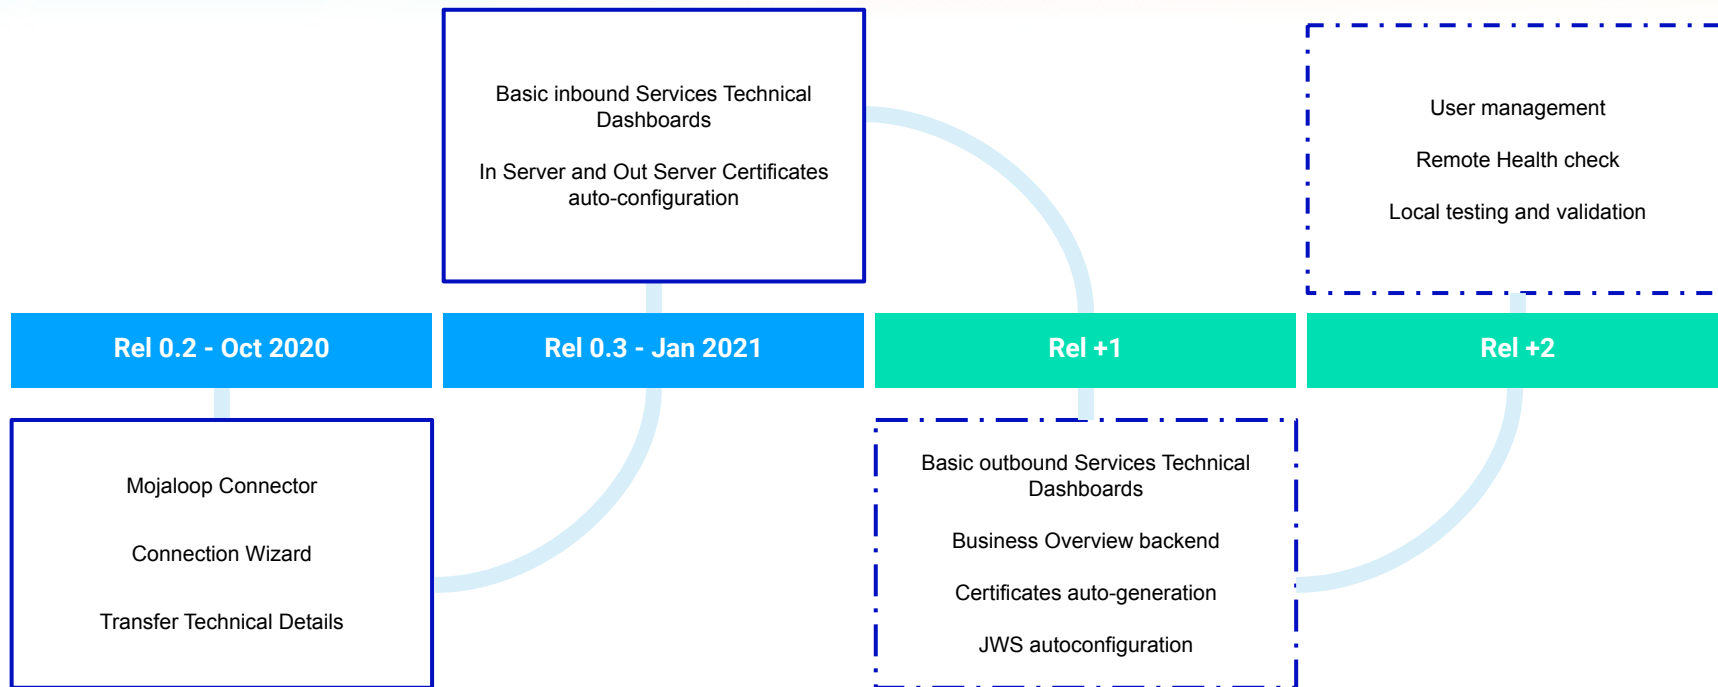 Basic inbound Services Technical
Dashboards
In Server and Out Server Certificates
auto-configuration
User management
Remote Health check
Local testing and validation
Rel 0.2 - Oct 2020
Rel 0.3 - Jan 2021
Rel +1
Rel +2
Mojaloop Connector
Connection Wizard
Transfer Technical Details
Basic outbound Services Technical
Dashboards
Business Overview backend
Certificates auto-generation
JWS autoconfiguration